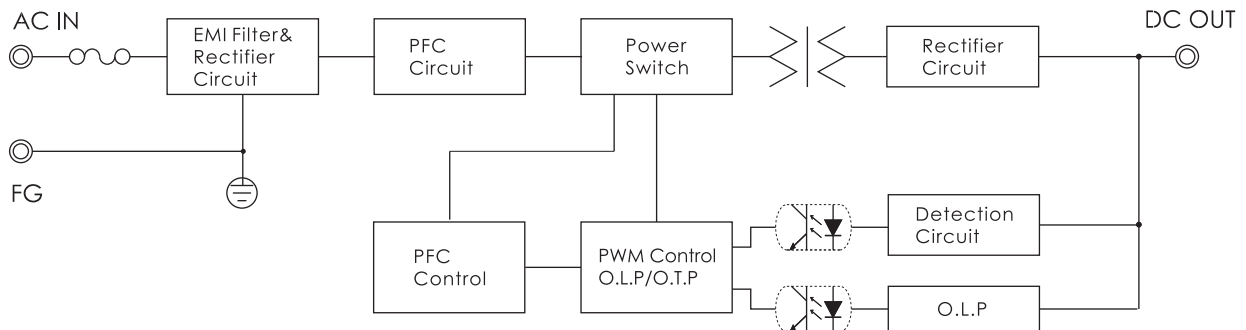 AC IN
DC OUT
EMI Filter&
Rectifier
Circuit
PFC
Circuit
Power
Switch
Rectifier
Circuit
FG
PFC
Control
PWM Control
O.L.P/O.T.P
Detection
Circuit
O.L.P